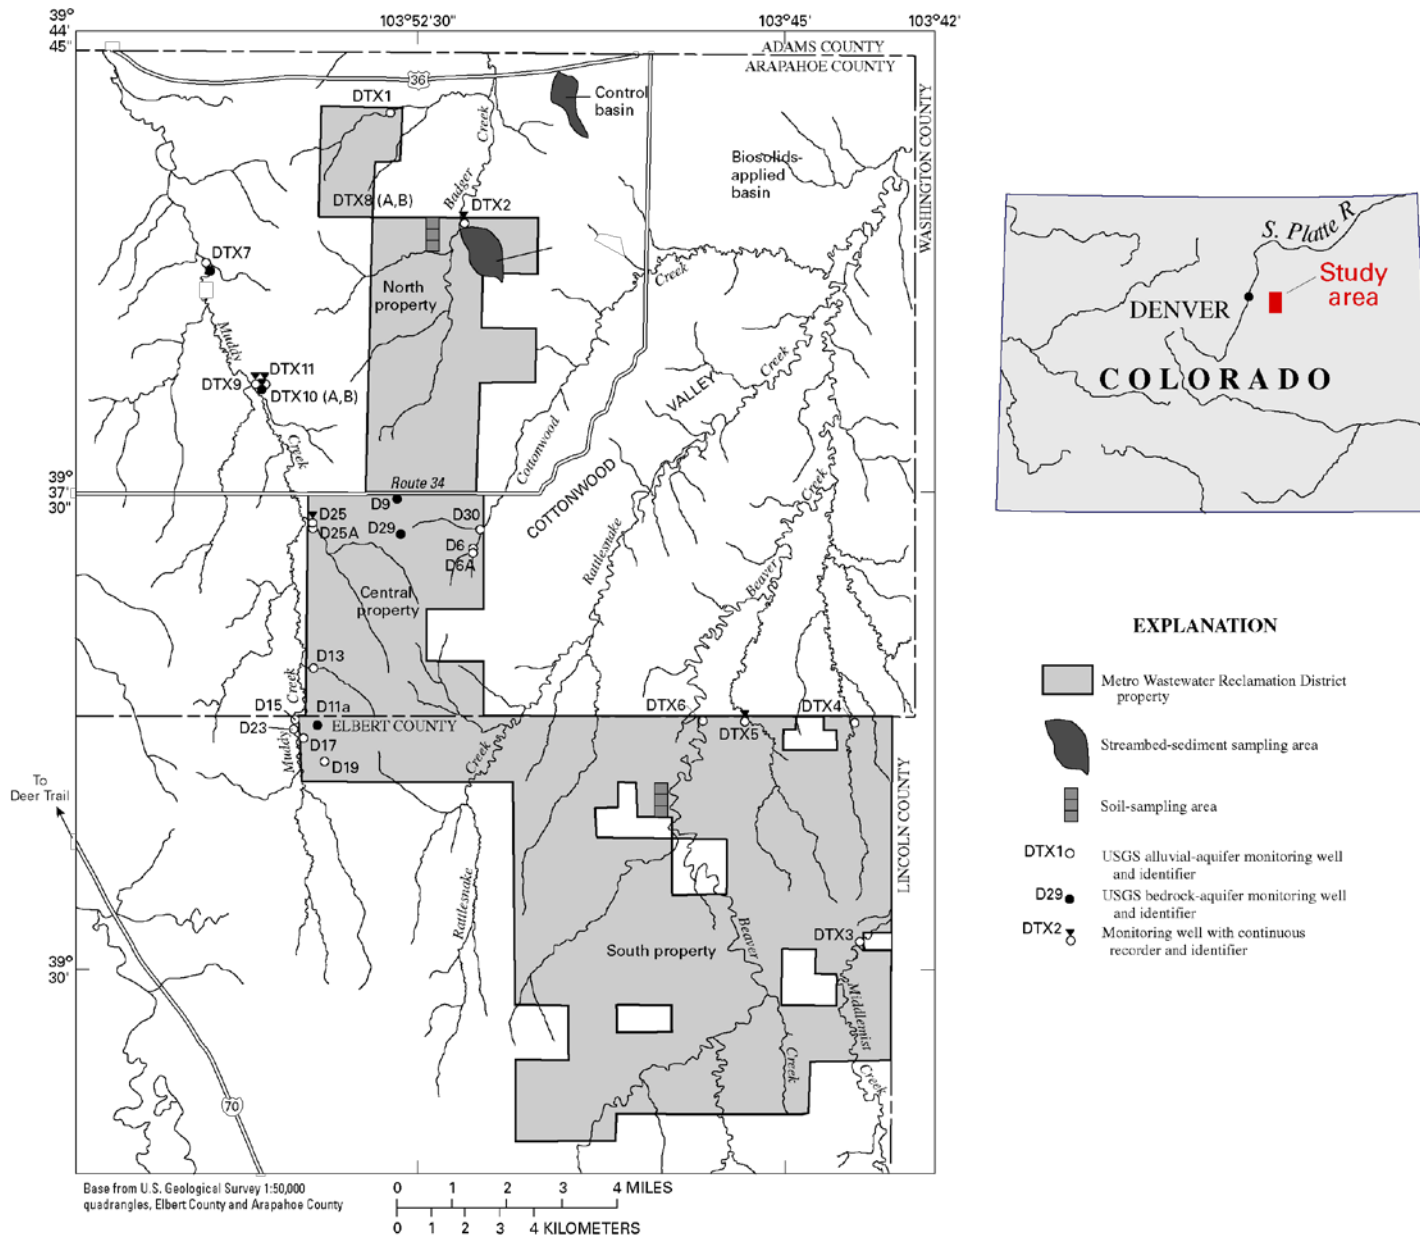 39°
44'
45"
103°52'30"
103°45'
103°42'
ADAMS COUNTY
ARAPAHOE COUNTY
36
DTX1
Control
basin
WASHINGTON COUNTY
Creek
Badger
Biosolids-
applied
basin
DTX8 (A,B)
DTX2
DTX7
North
property
Creek
Muddy
DTX11
DTX9
DTX10 (A,B)
Creek
VALLEY
Creek
Cottonwood
COTTONWOOD
39°
37'
30"
Route 34
D9
D25
D25A
D29
D30
D6
D6A
Rattlesnake
Creek
Beaver
Central
property
D13
Creek
D15
D11a
D23
ELBERT COUNTY
D17
D19
Muddy
Creek
DTX6
DTX5
DTX4
To
Deer Trail
LINCOLN COUNTY
Rattlesnake
South property
Beaver
DTX3
39°
30'
Middlemist
Creek
Creek
70
Base from U.S. Geological Survey 1:50,000
quadrangles, Elbert County and Arapahoe County
0 1 2 3 4 MILES
0 1 2 3 4 KILOMETERS
S. Platte R
Study
area
DENVER
COLORADO
EXPLANATION
Metro Wastewater Reclamation District
property
Streambed-sediment sampling area
Soil-sampling area
DTX1 USGS alluvial-aquifer monitoring well
and identifier
D29 USGS bedrock-aquifer monitoring well
and identifier
DTX2 Monitoring well with continuous
recorder and identifier